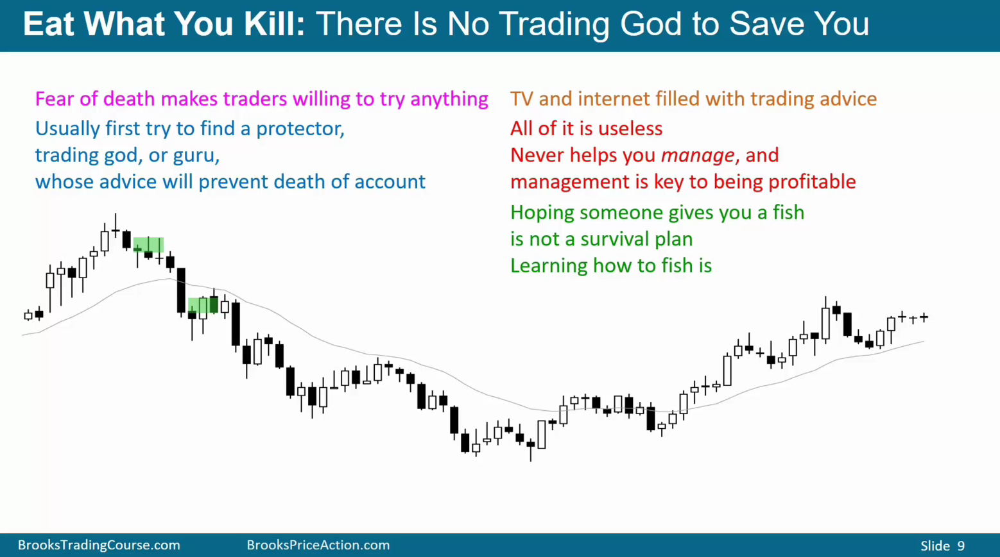 Eat What You Kill: There Is No Trading God to Save You
Fear of death makes traders willing to try anything
Usually first try to find a protector,
trading god, or guru,
whose advice will prevent death of account
TV and internet filled with trading advice
All of it is useless
Never helps you manage, and
management is key to being profitable
Hoping someone gives you a fish
is not a survival plan
Learning how to fish is
BrooksTradingCourse.com
BrooksPriceAction.com
Slide 9